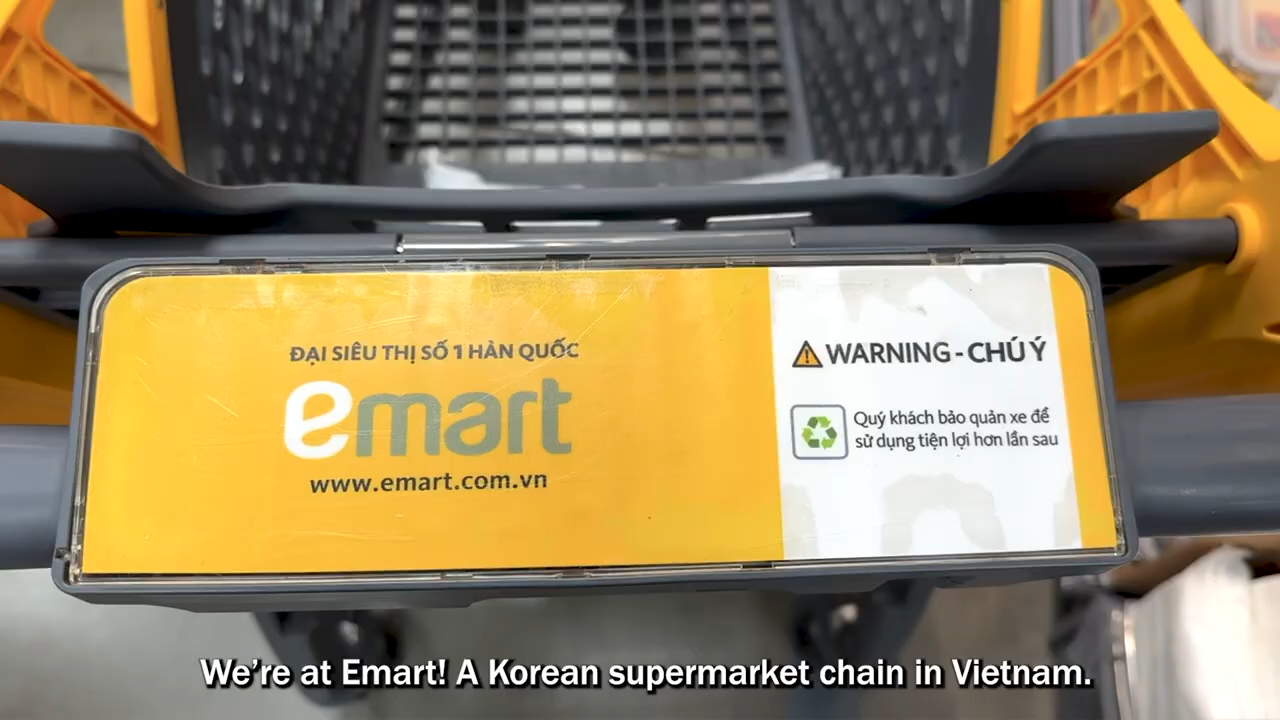 ĐẠI SIÊU THỊ SỐ 1 HÀN QUỐC
emart
www.emart.com.vn
WARNING - CHÚ Ý
Quý khách bảo quản xe để
sử dụng tiện lợi hơn lần sau
We're at Emart! A Korean supermarket chain in Vietnam.